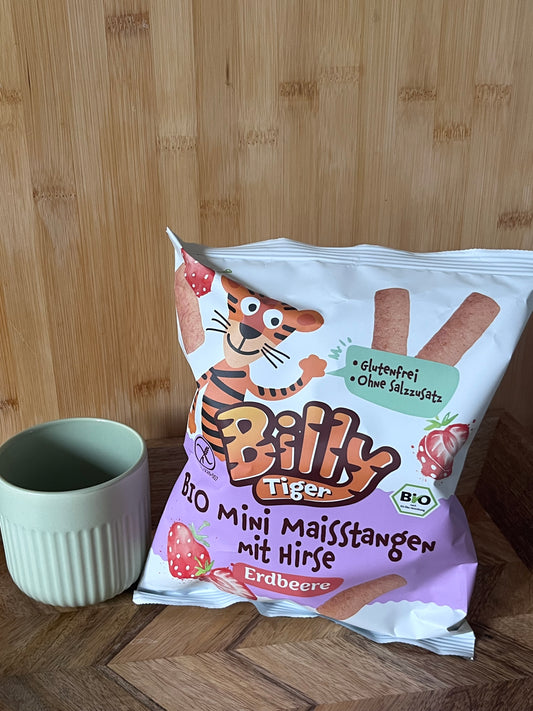 • Glutenfrei
• Ohne Salzzusatz
Billy
Tiger
BIO
BIO MINI MAISSTANGEN
MIT HIRSE
Erdbeere